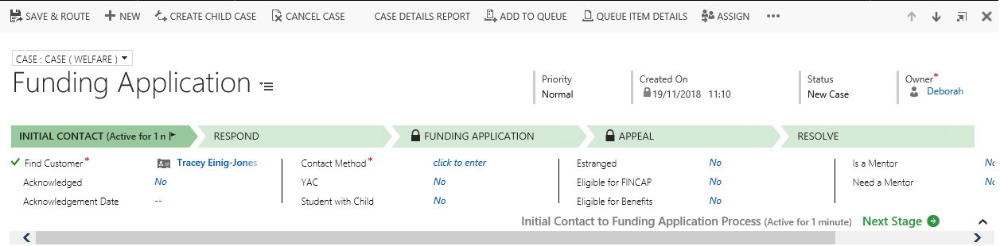 SAVE & ROUTE NEW CREATE CHILD CASE CANCEL CASE CASE DETAILS REPORT ADD TO QUEUE QUEUE ITEM DETAILS ASSIGN •••
CASE : CASE ( WELFARE )
Funding Application
Priority Created On Status Owner*
Normal 19/11/2018 11:10 New Case Deborah
INITIAL CONTACT (Active for 1 n RESPOND FUNDING APPLICATION APPEAL RESOLVE
Find Customer* Tracey Einig-Jones Contact Method* click to enter Estranged No Is a Mentor
Acknowledged No YAC No Eligible for FINCAP No Need a Mentor
Acknowledgement Date -- Student with Child No Eligible for Benefits No
Initial Contact to Funding Application Process (Active for 1 minute) Next Stage